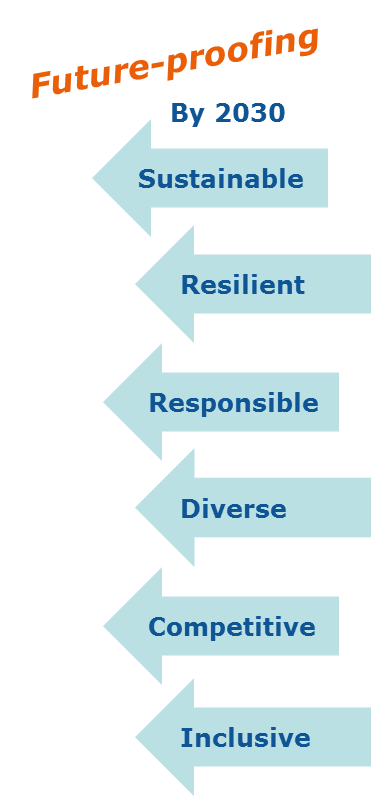 Future-proofing
By 2030
Sustainable
Resilient
Responsible
Diverse
Competitive
Inclusive